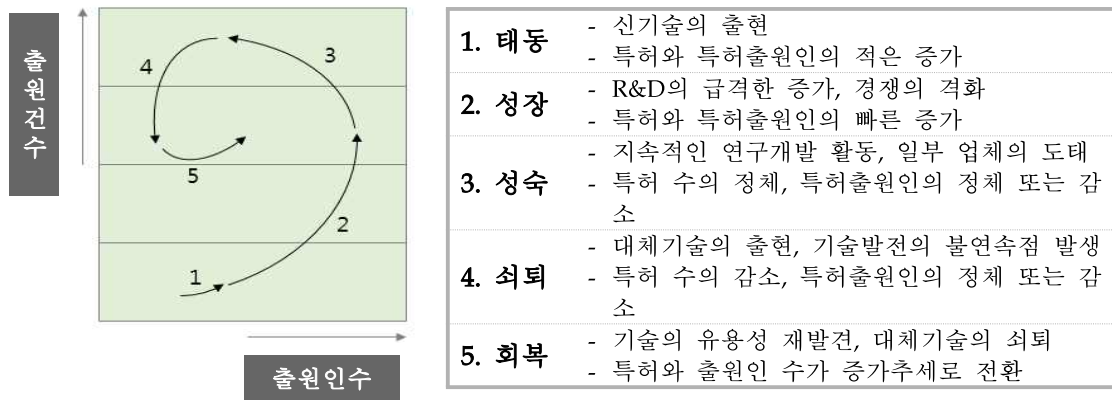 출원건수
4
3
5
2
1
출원인수
1. 태동
- 신기술의 출현
- 특허와 특허출원인의 적은 증가
2. 성장
- R&D의 급격한 증가, 경쟁의 격화
- 특허와 특허출원인의 빠른 증가
3. 성숙
- 지속적인 연구개발 활동, 일부 업체의 도태
- 특허 수의 정체, 특허출원인의 정체 또는 감
소
4. 쇠퇴
- 대체기술의 출현, 기술발전의 불연속점 발생
- 특허 수의 감소, 특허출원인의 정체 또는 감
소
5. 회복
- 기술의 유용성 재발견, 대체기술의 쇠퇴
- 특허와 출원인 수가 증가추세로 전환